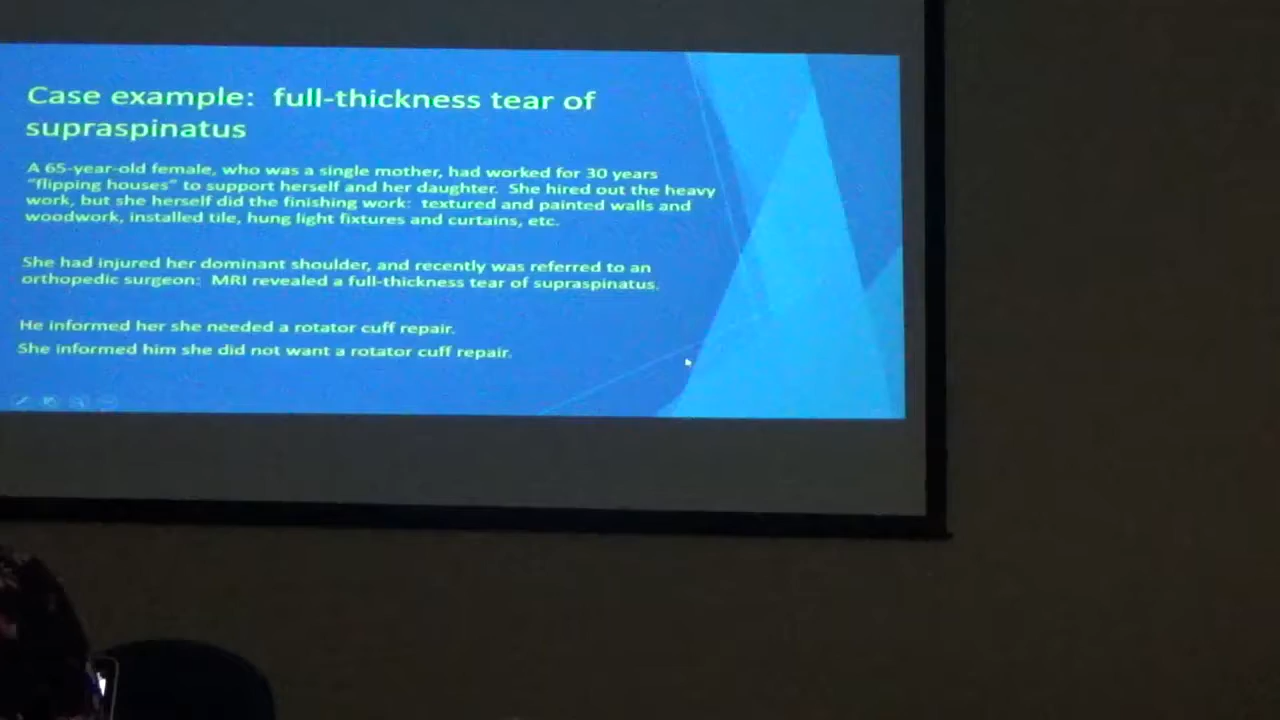 Case example: full-thickness tear of
supraspinatus
A 65-year-old female, who was a single mother, had worked for 30 years
“flipping houses” to support herself and her daughter. She hired out the heavy
work, but she herself did the finishing work: textured and painted walls and
woodwork, installed tile, hung light fixtures and curtains, etc.
She had injured her dominant shoulder, and recently was referred to an
orthopedic surgeon: MRI revealed a full-thickness tear of supraspinatus.
He informed her she needed a rotator cuff repair.
She informed him she did not want a rotator cuff repair.